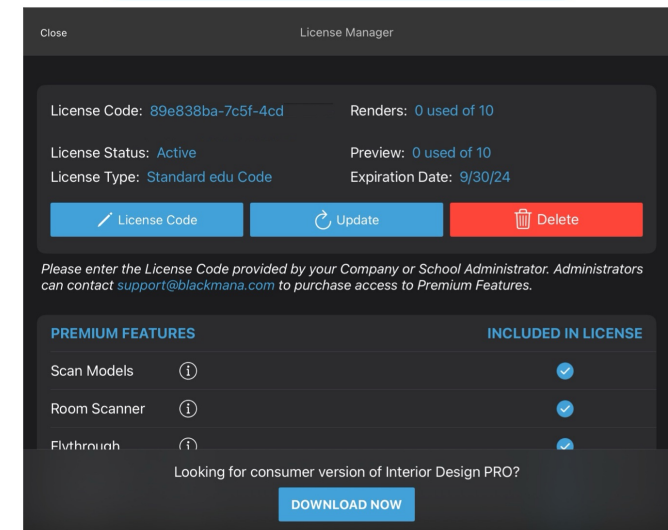 Close License Manager
License Code: 89e838ba-7c5f-4cd Renders: 0 used of 10
License Status: Active Preview: 0 used of 10
License Type: Standard edu Code Expiration Date: 9/30/24
License Code Update Delete
Please enter the License Code provided by your Company or School Administrator. Administrators
can contact support@blackmana.com to purchase access to Premium Features.
PREMIUM FEATURES INCLUDED IN LICENSE
Scan Models
Room Scanner
Flythrough
Looking for consumer version of Interior Design PRO?
DOWNLOAD NOW